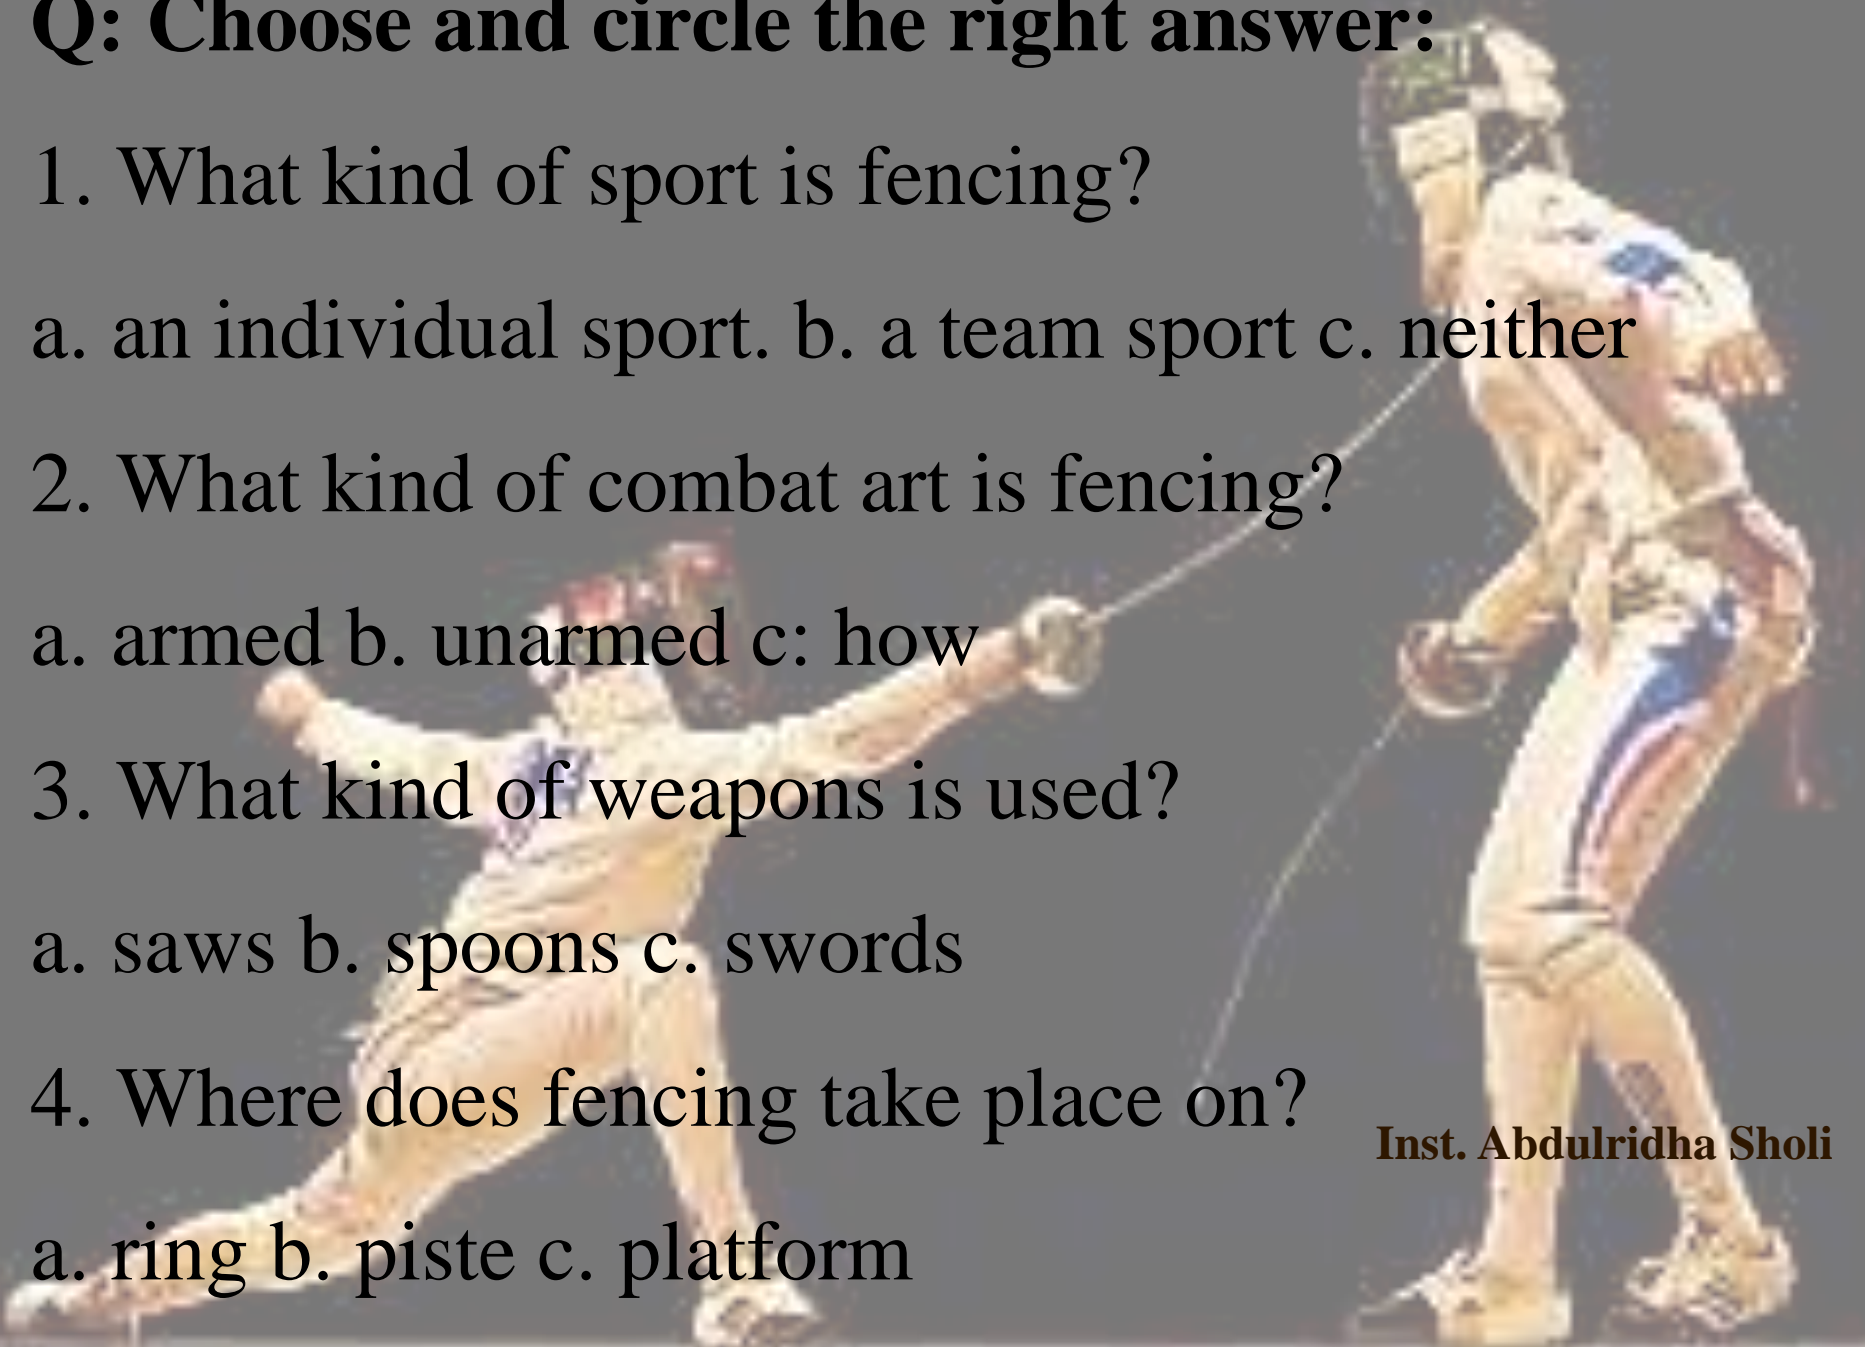 Q: Choose and circle the right answer:
1. What kind of sport is fencing?
a. an individual sport. b. a team sport c. neither
2. What kind of combat art is fencing?
a. armed b. unarmed c: how
3. What kind of weapons is used?
a. saws b. spoons c. swords
4. Where does fencing take place on?
Inst. Abdulridha Sholi
a. ring b. piste c. platform